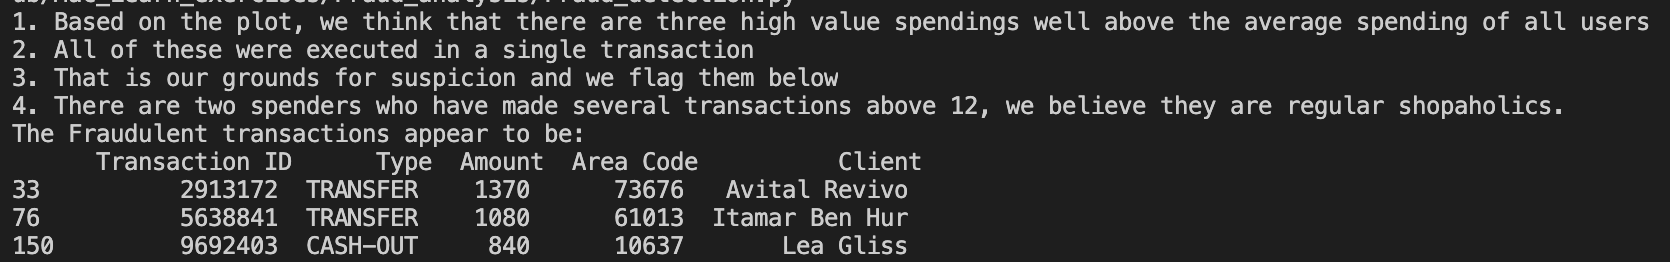 1. Based on the plot, we think that there are three high value spendings well above the average spending of all users
2. All of these were executed in a single transaction
3. That is our grounds for suspicion and we flag them below
4. There are two spenders who have made several transactions above 12, we believe they are regular shopaholics.
The Fraudulent transactions appear to be:
Transaction ID Type Amount Area Code Client
33 2913172 TRANSFER 1370 73676 Avital Revivo
76 5638841 TRANSFER 1080 61013 Itamar Ben Hur
150 9692403 CASH-OUT 840 10637 Lea Gliss